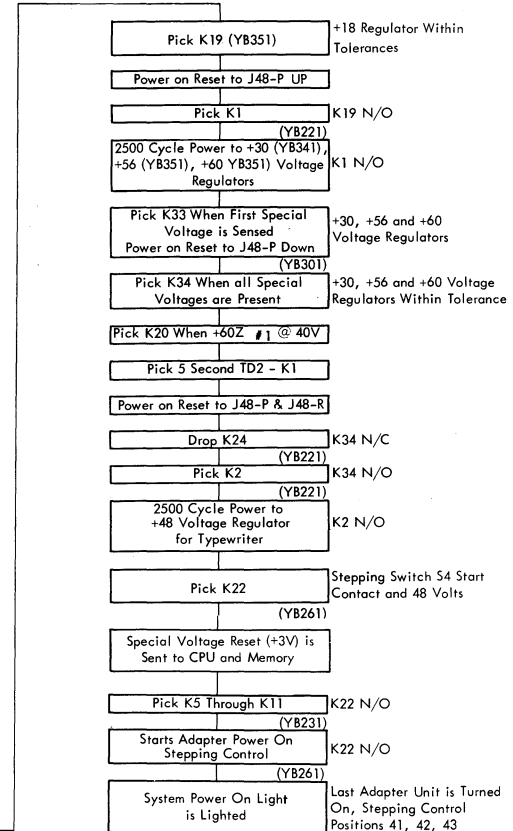 Pick K19 (YB351)
+18 Regulator Within
Tolerances
Power on Reset to J48-P UP
Pick K1
K19 N/O
(YB221)
2500 Cycle Power to +30 (YB341),
+56 (YB351), +60 YB351) Voltage
Regulators
K1 N/O
Pick K33 When First Special
Voltage is Sensed
Power on Reset to J48-P Down
+30, +56 and +60
Voltage Regulators
(YB301)
Pick K34 When all Special
Voltages are Present
+30, +56 and +60 Voltage
Regulators Within Tolerance
Pick K20 When +60Z #1 @ 40V
Pick 5 Second TD2 - K1
Power on Reset to J48-P & J48-R
Drop K24
K34 N/C
(YB221)
Pick K2
K34 N/O
(YB221)
2500 Cycle Power to
+48 Voltage Regulator
for Typewriter
K2 N/O
Pick K22
Stepping Switch S4 Start
Contact and 48 Volts
(YB261)
Special Voltage Reset (+3V) is
Sent to CPU and Memory
Pick K5 Through K11
K22 N/O
(YB231)
Starts Adapter Power On
Stepping Control
K22 N/O
(YB261)
System Power On Light
is Lighted
Last Adapter Unit is Turned
On, Stepping Control
Positions 41, 42, 43